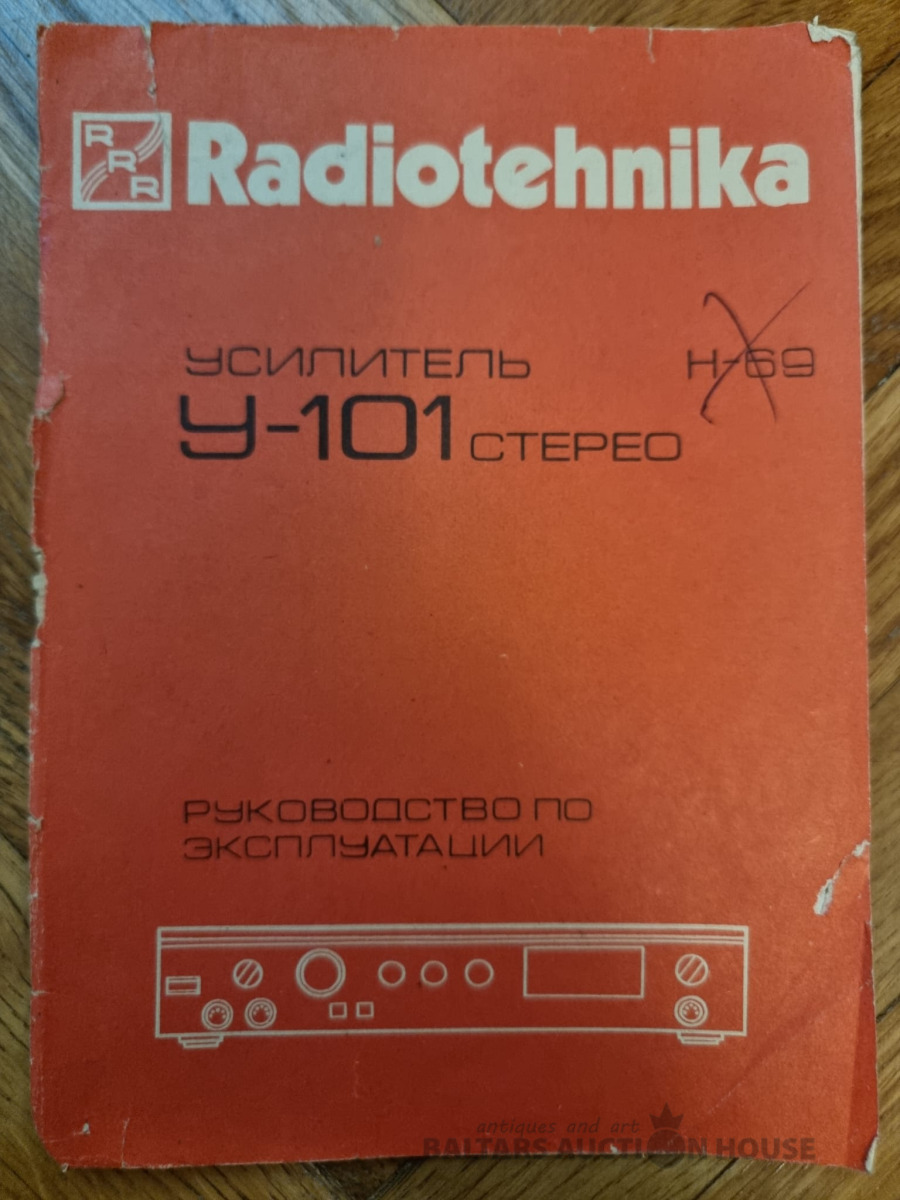 RRR Radiotehnika
УСИЛИТЕЛЬ Н-69
У-101 СТЕРЕО
РУКОВОДСТВО ПО
ЭКСПЛУАТАЦИИ
antiques and art
BALTARS AUCTION HOUSE